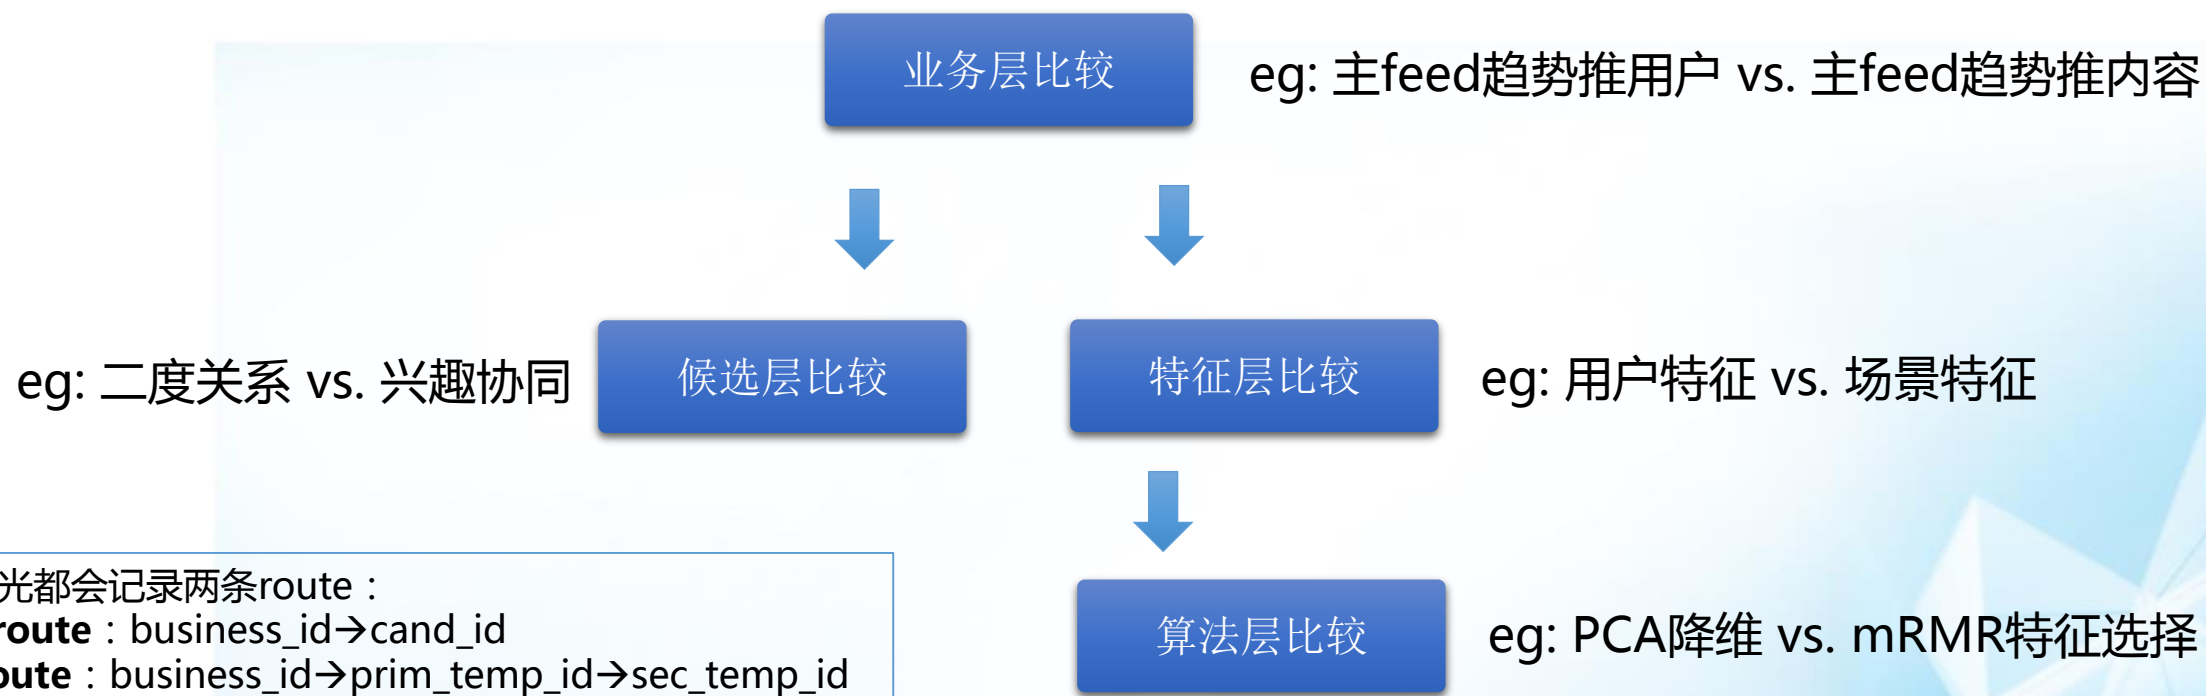 业务层比较
eg: 主feed趋势推用户 vs. 主feed趋势推内容
eg: 二度关系 vs. 兴趣协同
候选层比较
特征层比较
eg: 用户特征 vs. 场景特征
光都会记录两条route：
route：business_id→cand_id
oute：business_id→prim_temp_id→sec_temp_id
算法层比较
eg: PCA降维 vs. mRMR特征选择